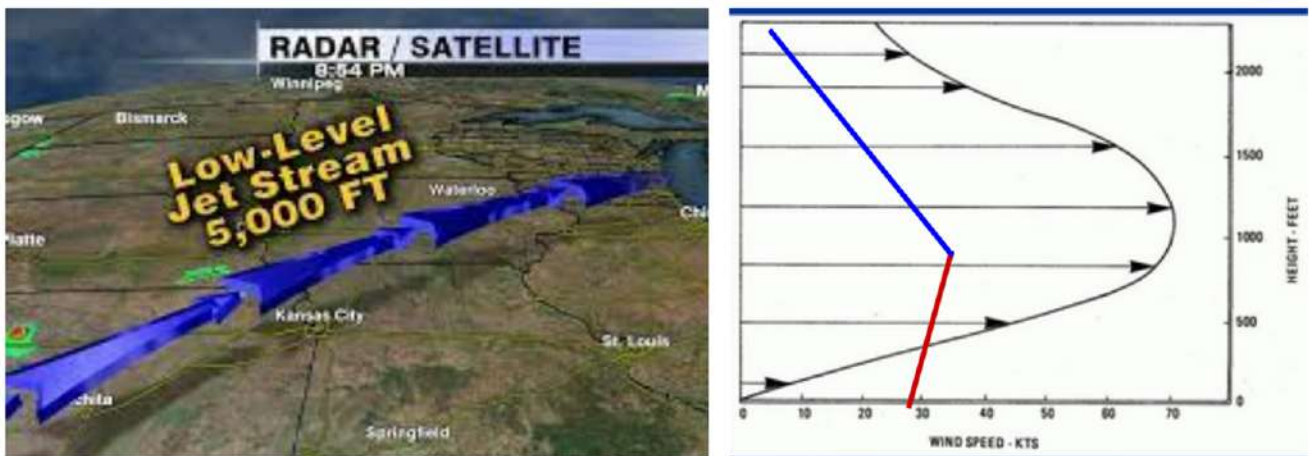 RADAR / SATELLITE
8:54 PM
Winnipeg
Bismarck
Low-Level
Jet Stream
5,000 FT
Waterloo
Kansas City
St. Louis
Springfield
2000
1500
1000
500
0
HEIGHT - FEET
0 10 20 30 40 50 60 70
WIND SPEED - KTS